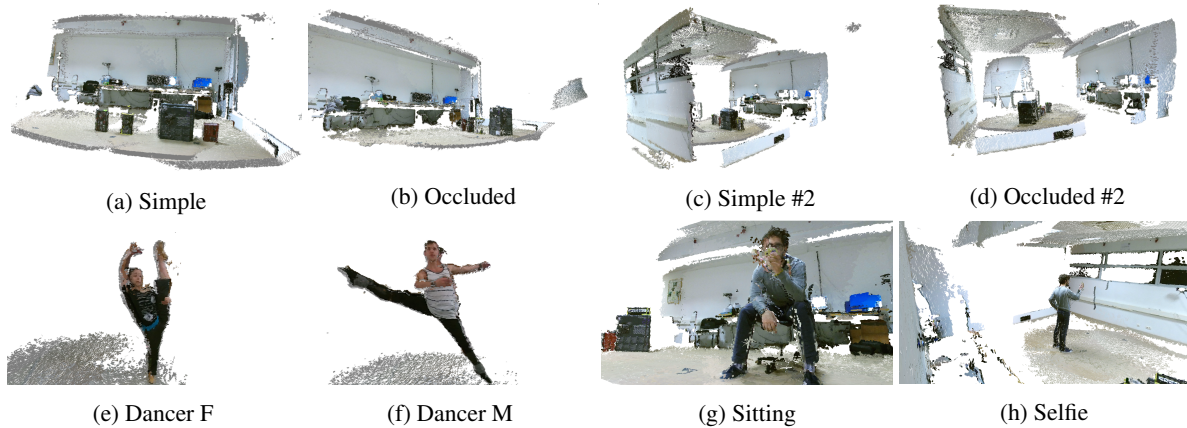 (a) Simple
(b) Occluded
(c) Simple #2
(d) Occluded #2
(e) Dancer F
(f) Dancer M
(g) Sitting
(h) Selfie